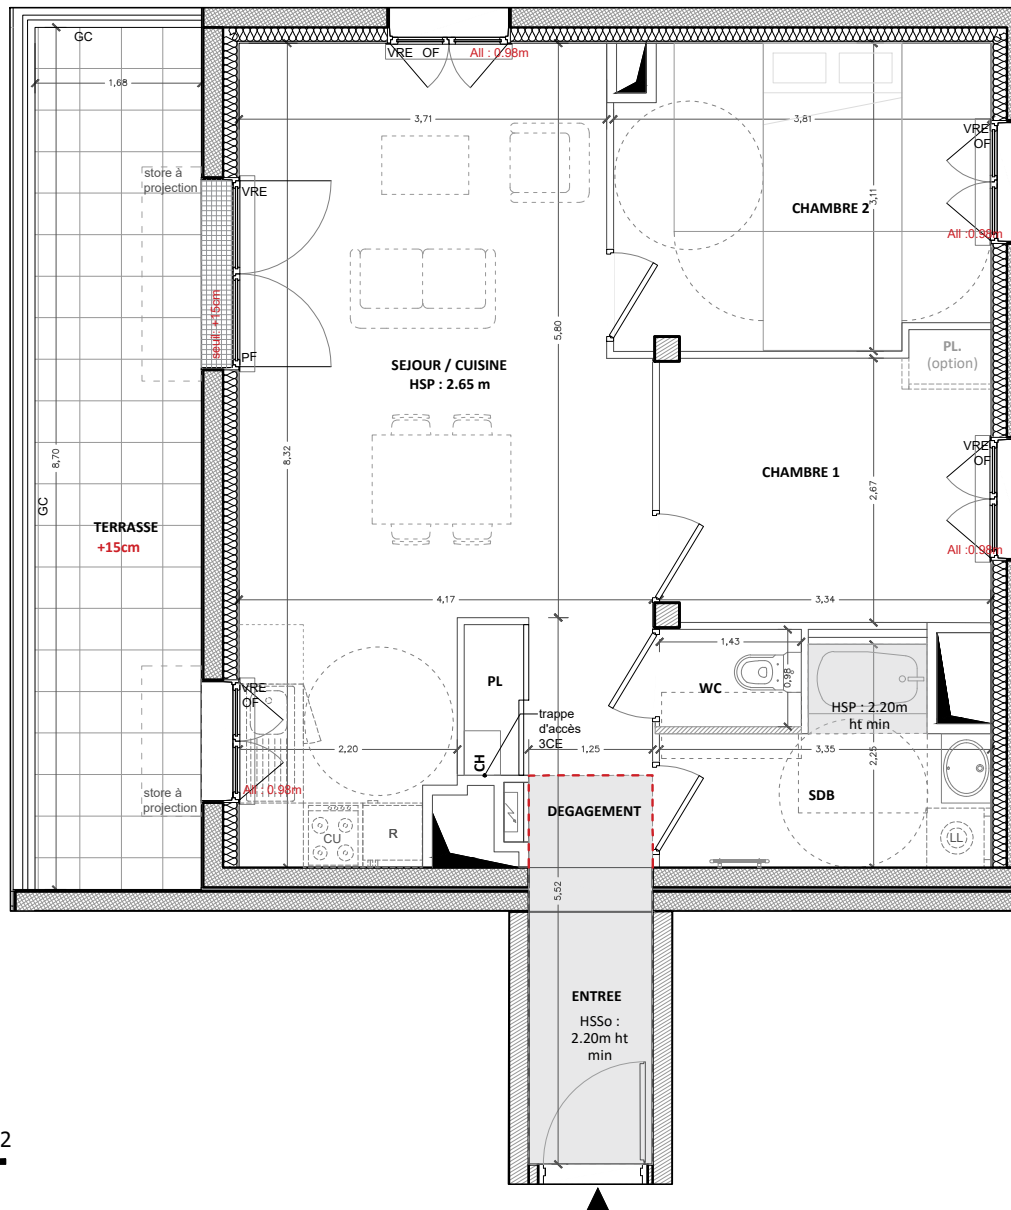 GC
VRE OF
All : 0.98m
1,68
3,71
3,81
VRE
OF
store à
projection
VRE
CHAMBRE 2
3,11
All :0.98m
seuil: +15cm
5,80
PF
SEJOUR / CUISINE
HSP : 2.65 m
PL.
(option)
8,70
8,32
VRE
OF
CHAMBRE 1
2,67
GC
TERRASSE
+15cm
All :0.98m
4,17
3,34
1,43
0,98
PL
WC
VRE
OF
HSP : 2.20m
ht min
trappe
d'accès
3CE
2,20
CH
1,25
3,35
2,25
store à
projection
All : 0.98m
SDB
DEGAGEMENT
CU
R
LL
5,52
ENTREE
HSSo :
2.20m ht
min
2